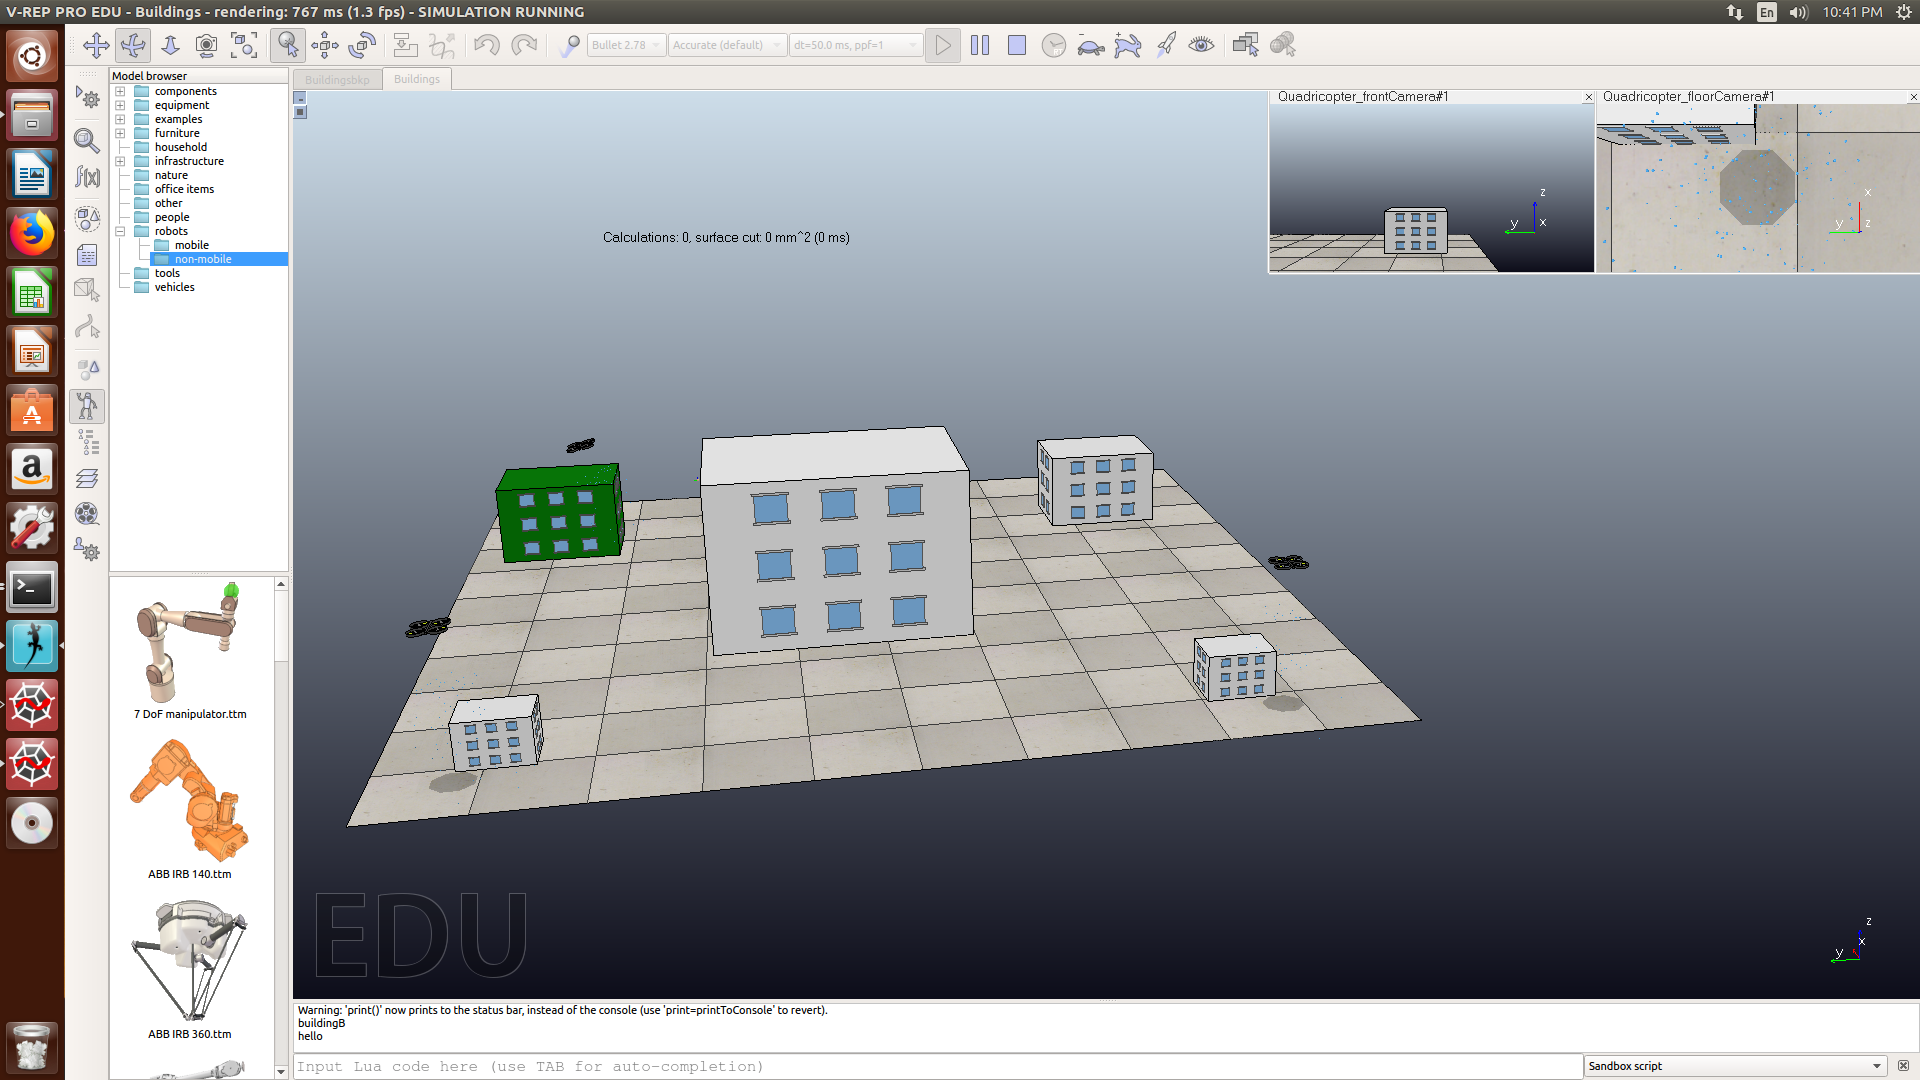 V-REP PRO EDU - Buildings - rendering: 767 ms (1.3 fps) - SIMULATION RUNNING
En
10:41 PM
Bullet 2.78
Accurate (default)
dt=50.0 ms, ppf=1
Model browser
components
equipment
examples
furniture
household
infrastructure
nature
office items
other
people
robots
mobile
non-mobile
tools
vehicles
7 DoF manipulator.ttm
ABB IRB 140.ttm
ABB IRB 360.ttm
Buildingsbkp
Buildings
Calculations: 0, surface cut: 0 mm^2 (0 ms)
Quadricopter_frontCamera#1
z
y
x
Quadricopter_floorCamera#1
x
y
z
EDU
z
x
y
Warning: 'print()' now prints to the status bar, instead of the console (use 'print=printToConsole' to revert).
buildingB
hello
Input Lua code here (use TAB for auto-completion)
Sandbox script